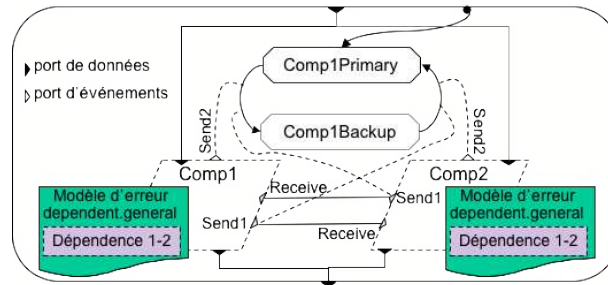 port de données
port d'événements
Comp1Primary
Comp1Backup
Send2
Send2
Comp1
Comp2
Receive
Send1
Send1
Receive
Modèle d'erreur
dependent.general
Dépendence 1-2
Modèle d'erreur
dependent.general
Dépendence 1-2